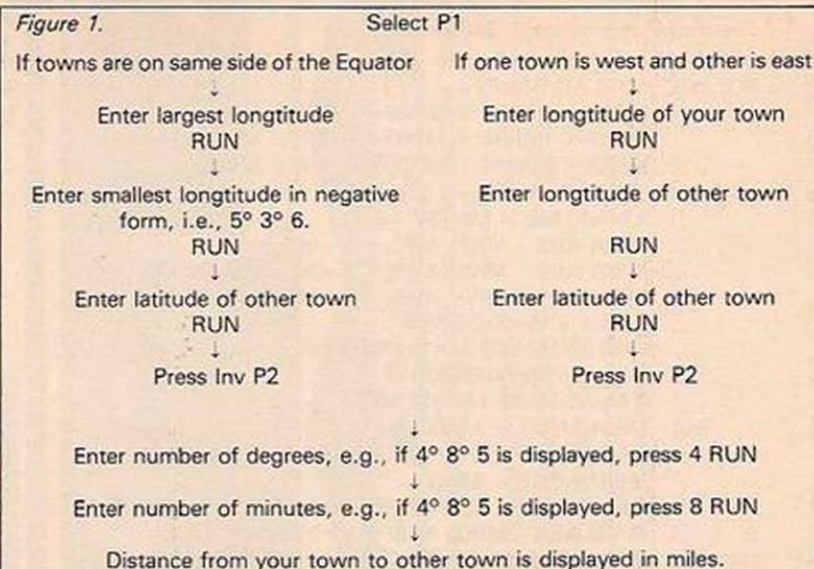 Figure 1.
Select P1
If towns are on same side of the Equator
↓
Enter largest longtitude
RUN
↓
Enter smallest longtitude in negative
form, i.e., 5° 3° 6.
RUN
↓
Enter latitude of other town
RUN
↓
Press Inv P2
If one town is west and other is east
↓
Enter longtitude of your town
RUN
↓
Enter longtitude of other town
RUN
↓
Enter latitude of other town
RUN
↓
Press Inv P2
↓
Enter number of degrees, e.g., if 4° 8° 5 is displayed, press 4 RUN
↓
Enter number of minutes, e.g., if 4° 8° 5 is displayed, press 8 RUN
↓
Distance from your town to other town is displayed in miles.